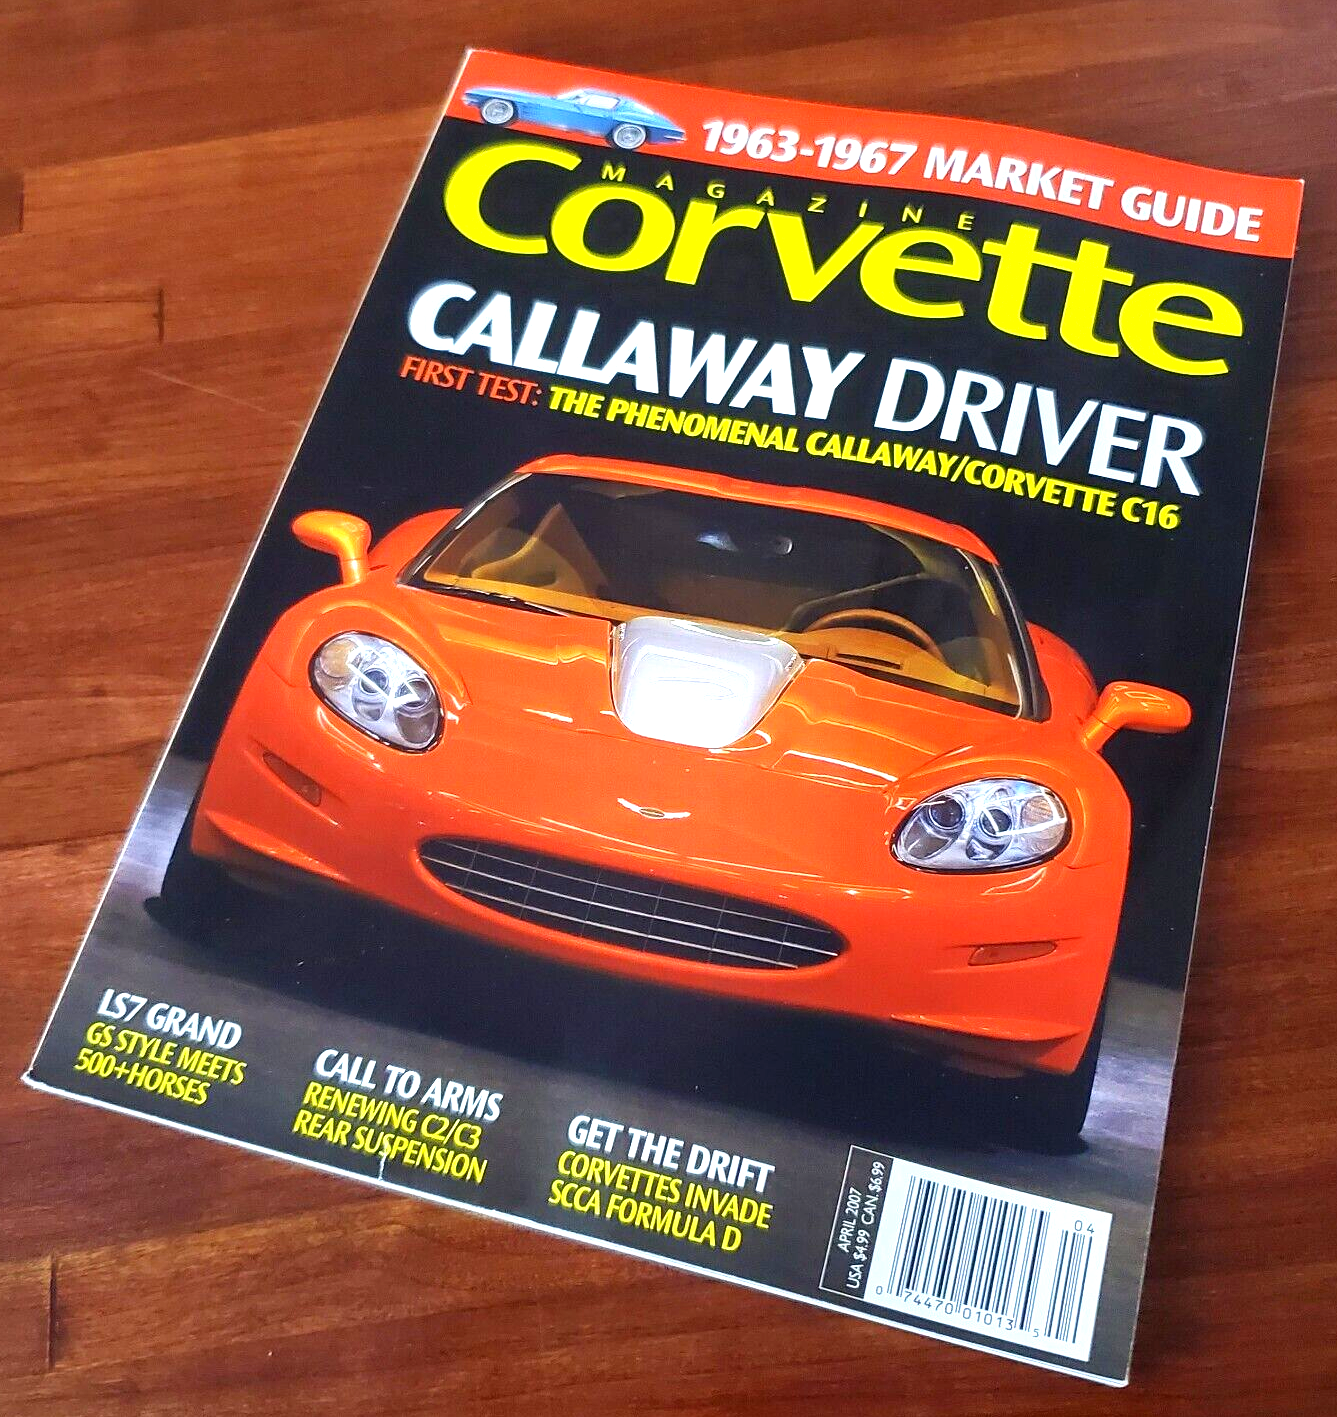 1963-1967 MARKET GUIDE
MAGAZINE
Corvette
CALLAWAY DRIVER
FIRST TEST: THE PHENOMENAL CALLAWAY/CORVETTE C16
LS7 GRAND
GS STYLE MEETS
500+HORSES
CALL TO ARMS
RENEWING C2/C3
REAR SUSPENSION
GET THE DRIFT
CORVETTES INVADE
SCCA FORMULA D
APRIL 2007
USA $4.99 CAN. $6.99
04
0 74470 01013 5